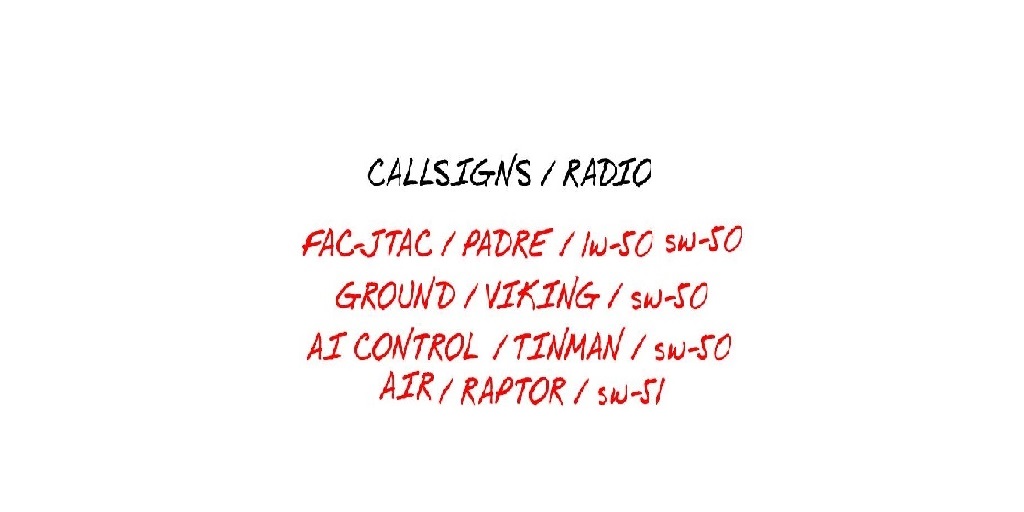 CALLSIGNS / RADIO
FAC-JTAC / PADRE / lw-50 sw-50
GROUND / VIKING / sw-50
AI CONTROL / TINMAN / sw-50
AIR / RAPTOR / sw-51